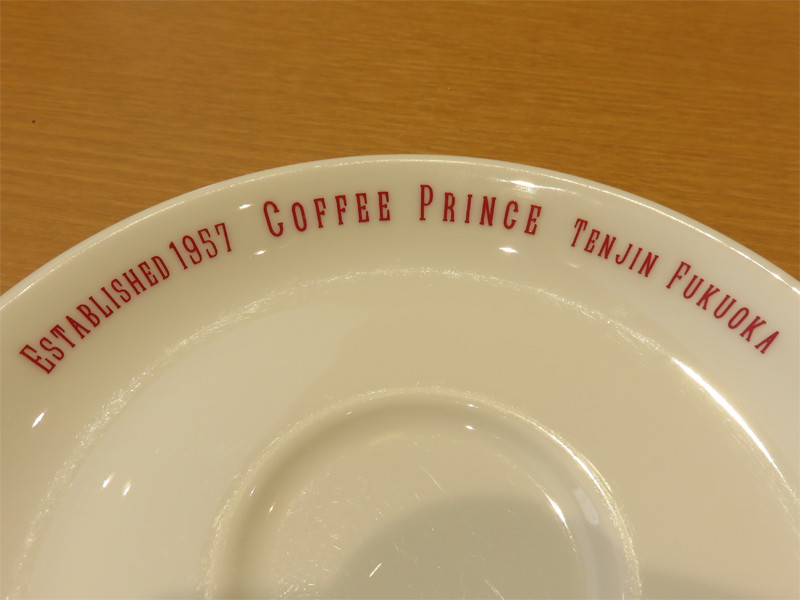 ESTABLISHED 1957 COFFEE PRINCE TENJIN FUKUOKA